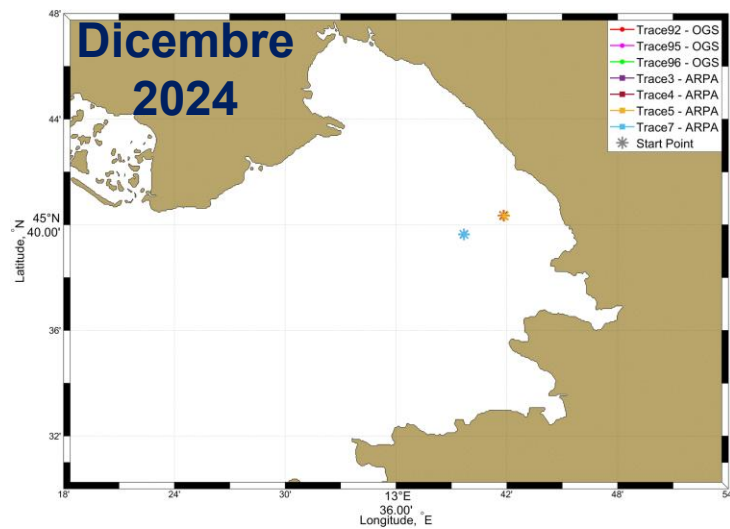 Dicembre
2024
Trace92 - OGS
Trace95 - OGS
Trace96 - OGS
Trace3 - ARPA
Trace4 - ARPA
Trace5 - ARPA
Trace7 - ARPA
Start Point
48'
44'
45°N
40.00'
36'
32'
Latitude, °N
18'
24'
30'
13°E
36.00'
42'
48'
54'
Longitude, °E